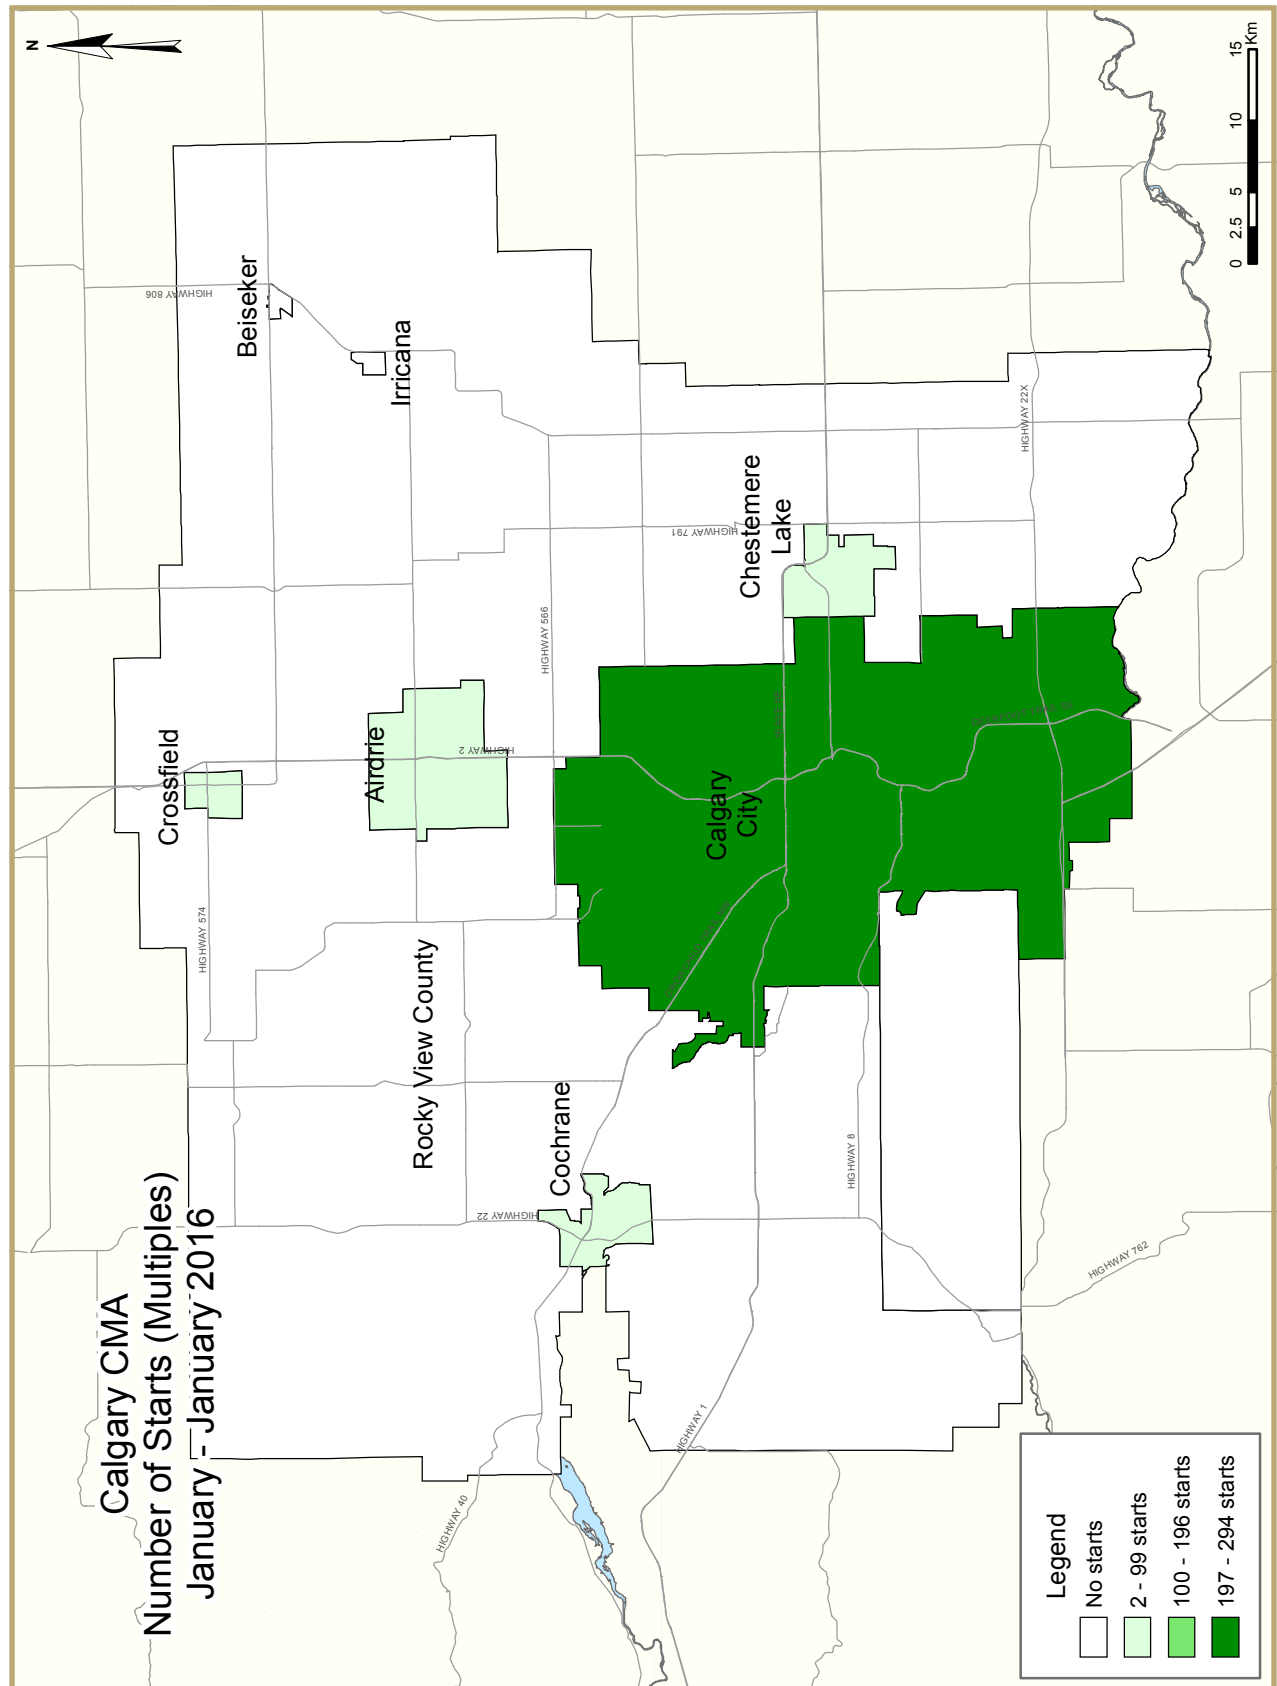 Calgary CMA
Number of Starts (Multiples)
January - January 2016
N
Crossfield
Beiseker
Irricana
Airdrie
Rocky View County
Cochrane
Calgary
City
Chestemere
Lake
HIGHWAY 806
HIGHWAY 574
HIGHWAY 2
HIGHWAY 566
HIGHWAY 791
HIGHWAY 22
HIGHWAY 40
HIGHWAY 1
HIGHWAY 8
HIGHWAY 22X
HIGHWAY 762
Legend
No starts
2 - 99 starts
100 - 196 starts
197 - 294 starts
0 2.5 5 10 15
Km